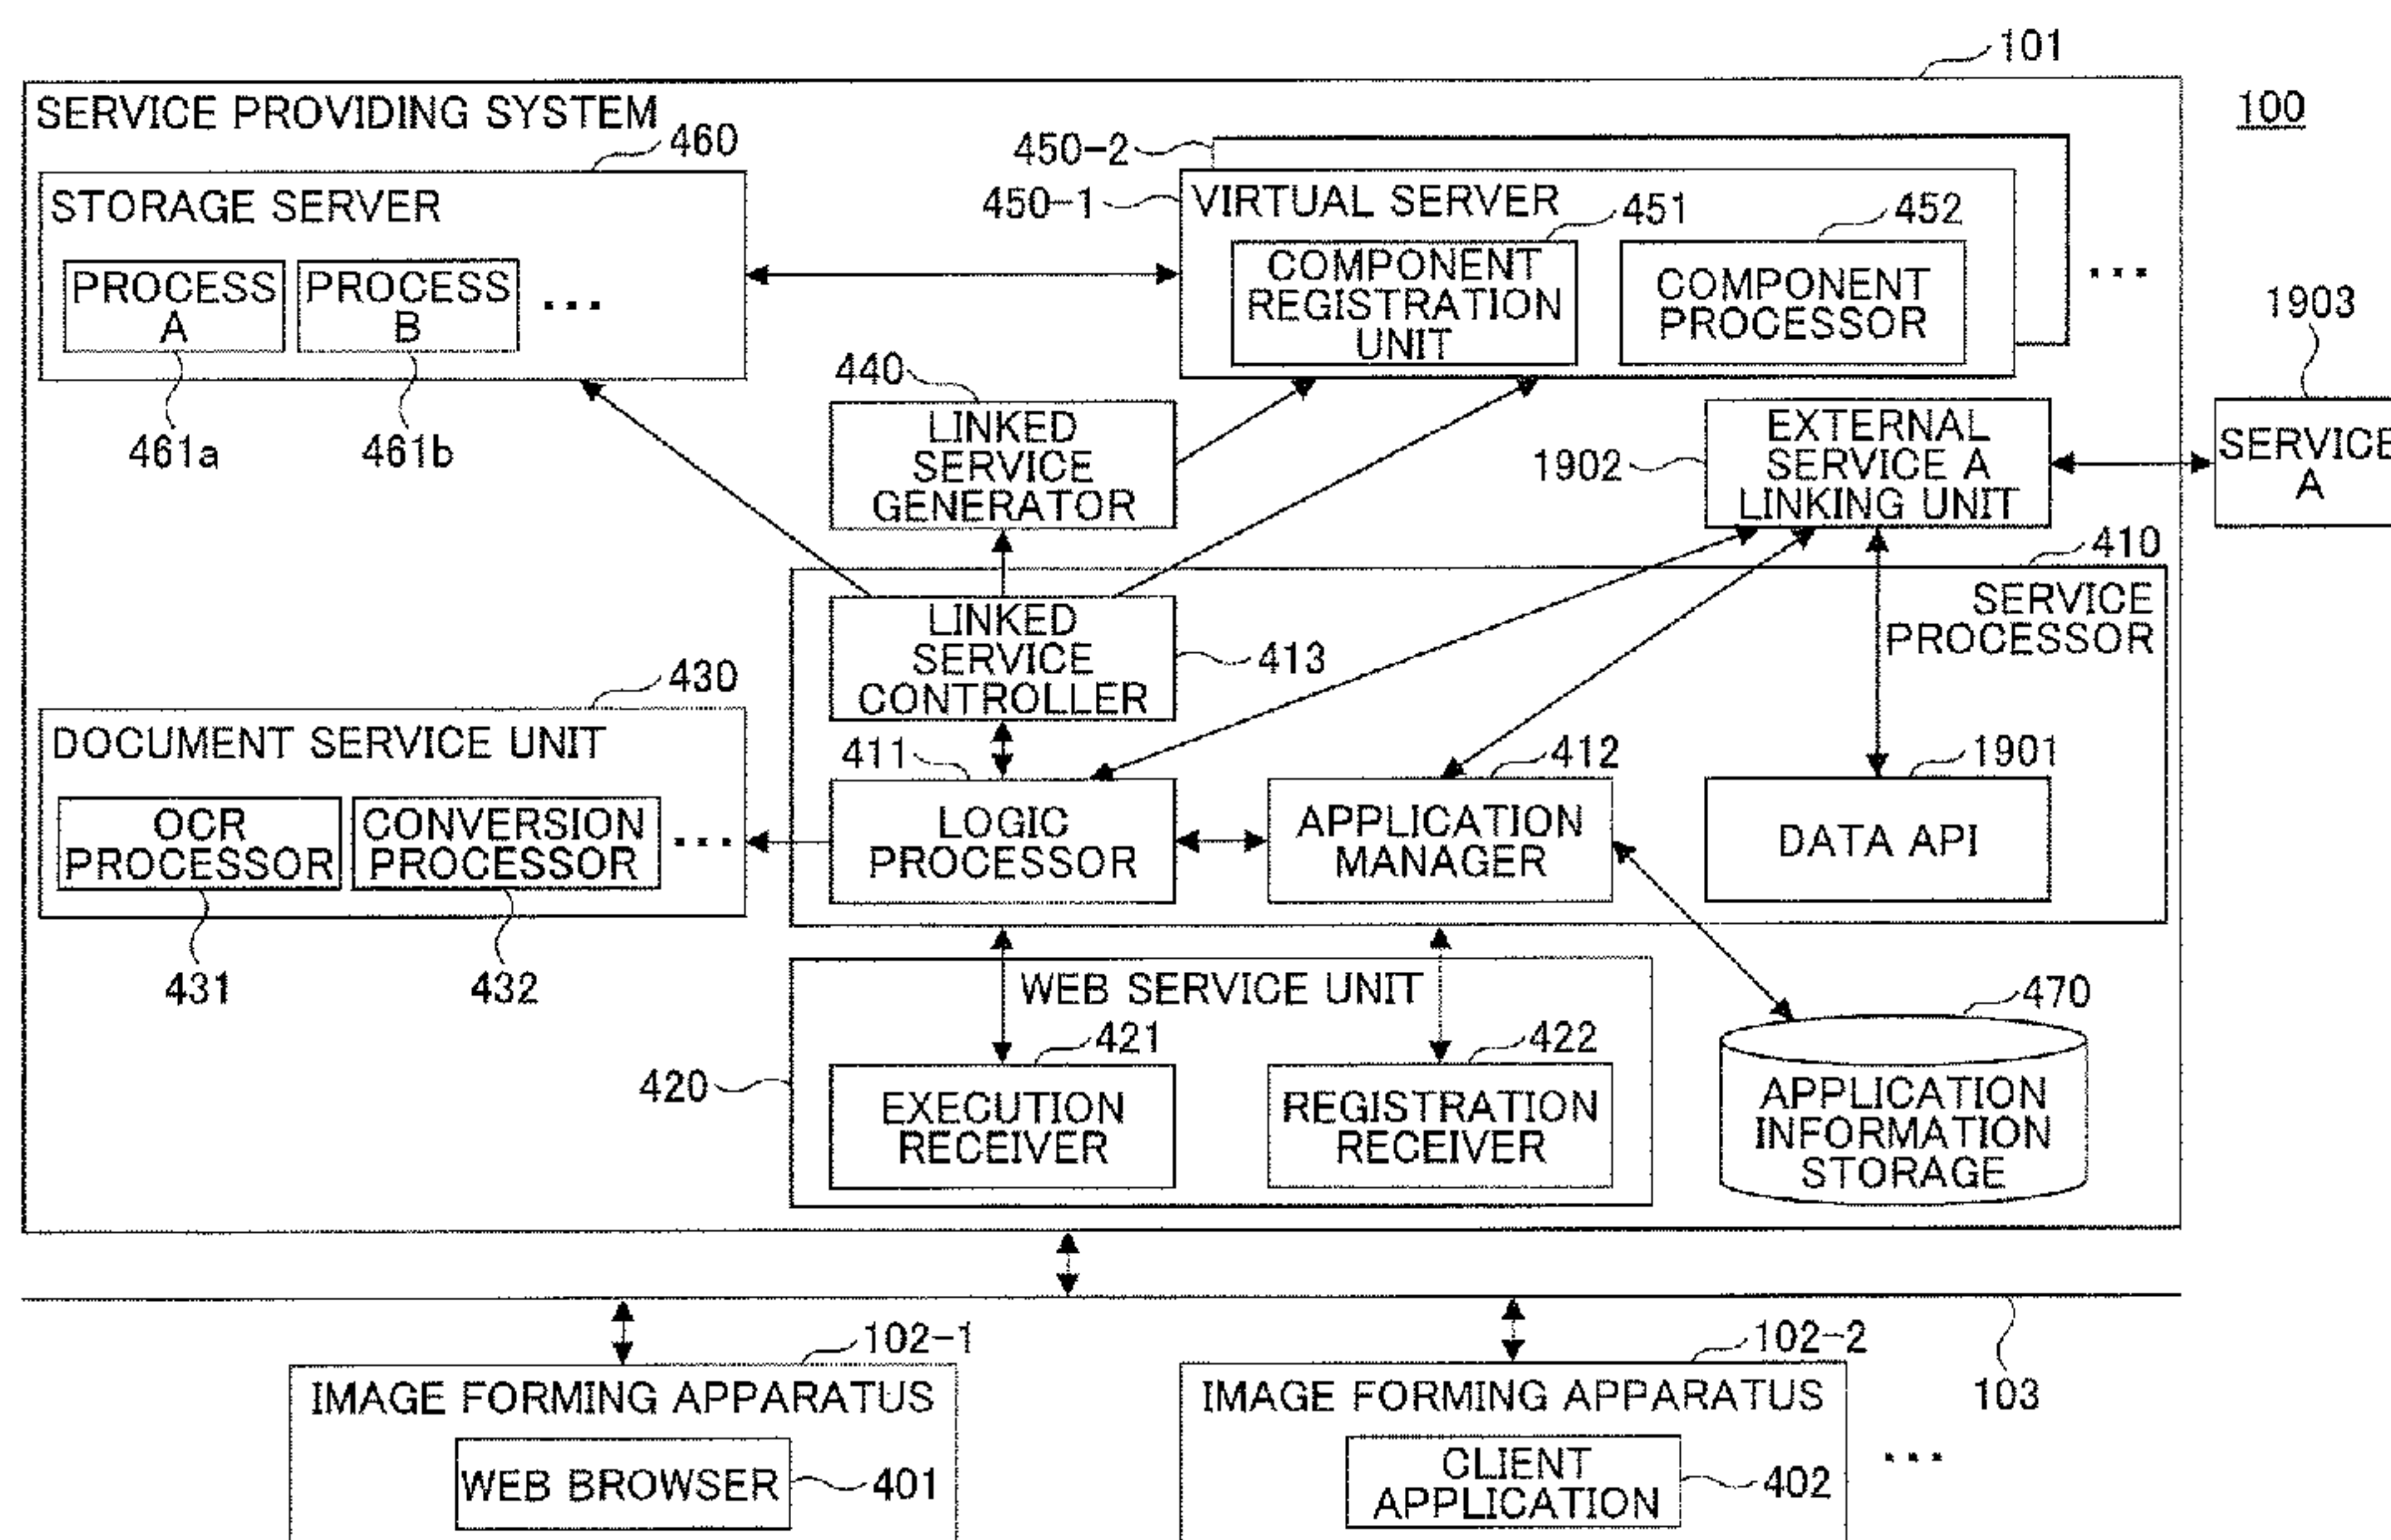 101
100
SERVICE PROVIDING SYSTEM
460
STORAGE SERVER
PROCESS
A
PROCESS
B
...
461a
461b
450-2
450-1
VIRTUAL SERVER
451
452
COMPONENT
REGISTRATION
UNIT
COMPONENT
PROCESSOR
...
440
LINKED
SERVICE
GENERATOR
1902
EXTERNAL
SERVICE A
LINKING UNIT
1903
SERVICE
A
410
SERVICE
PROCESSOR
LINKED
SERVICE
CONTROLLER
413
430
DOCUMENT SERVICE UNIT
OCR
PROCESSOR
CONVERSION
PROCESSOR
...
431
432
411
LOGIC
PROCESSOR
412
APPLICATION
MANAGER
1901
DATA API
WEB SERVICE UNIT
420
421
EXECUTION
RECEIVER
422
REGISTRATION
RECEIVER
470
APPLICATION
INFORMATION
STORAGE
102-1
IMAGE FORMING APPARATUS
WEB BROWSER
401
102-2
IMAGE FORMING APPARATUS
CLIENT
APPLICATION
402
...
103